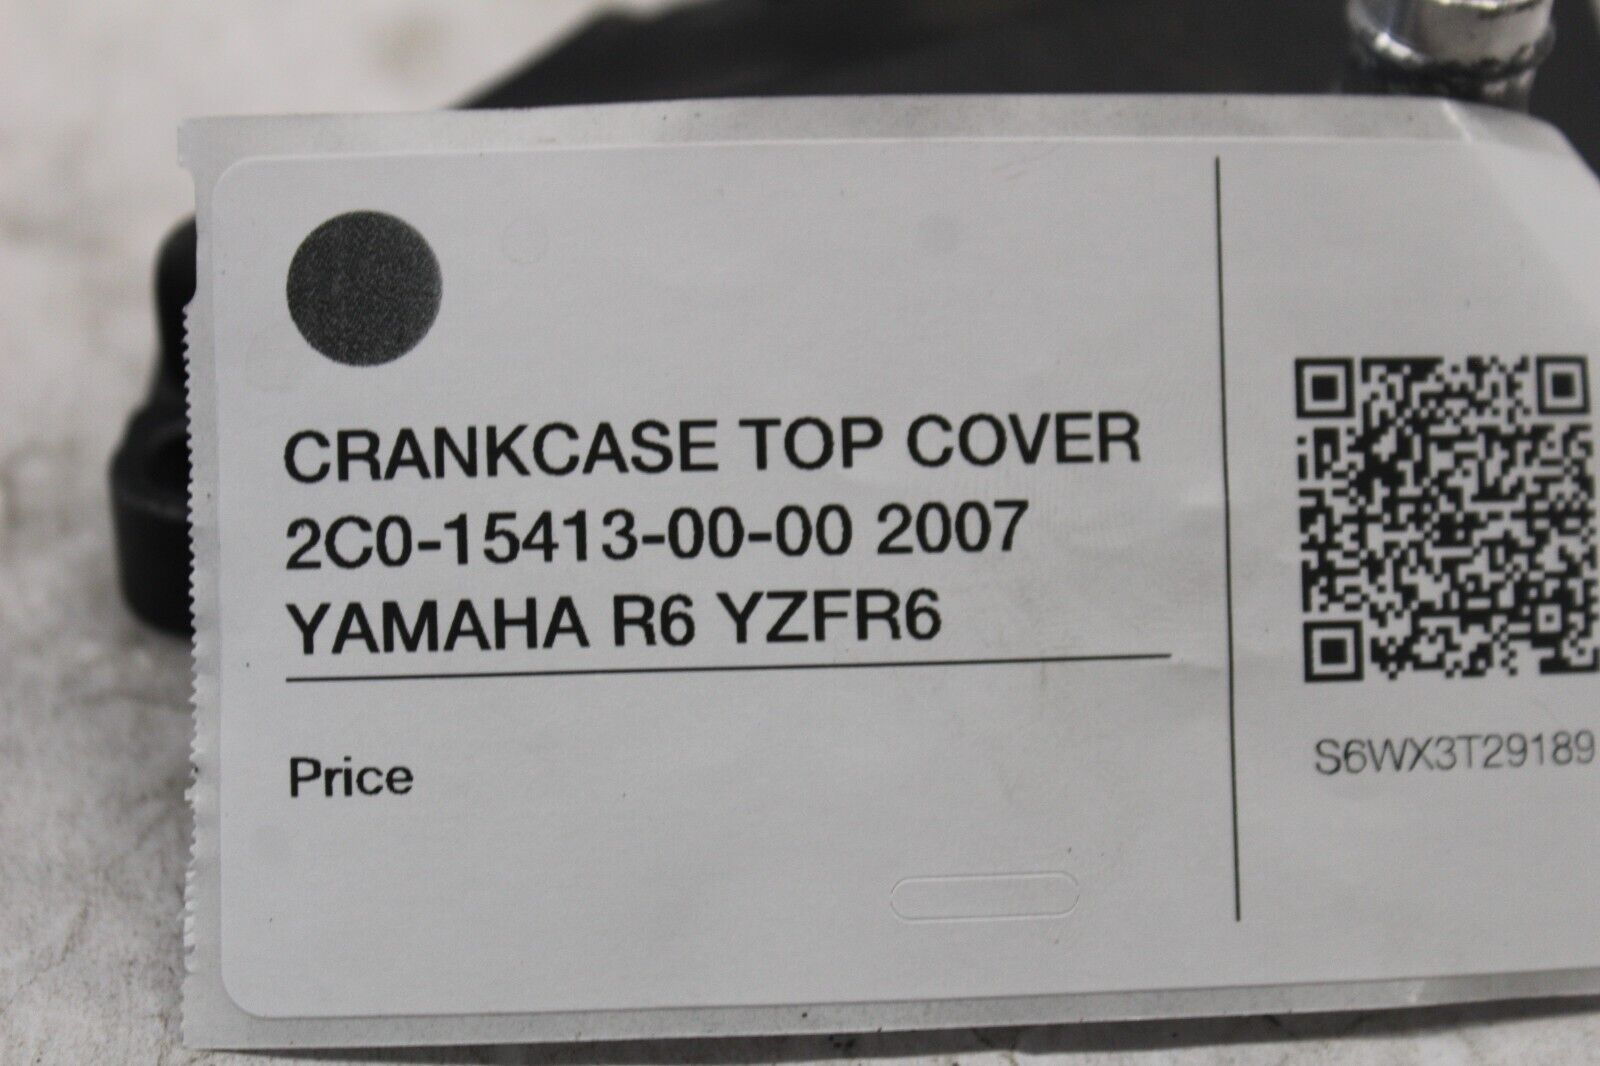 CRANKCASE TOP COVER
2C0-15413-00-00 2007
YAMAHA R6 YZFR6
Price
S6WX3T29189